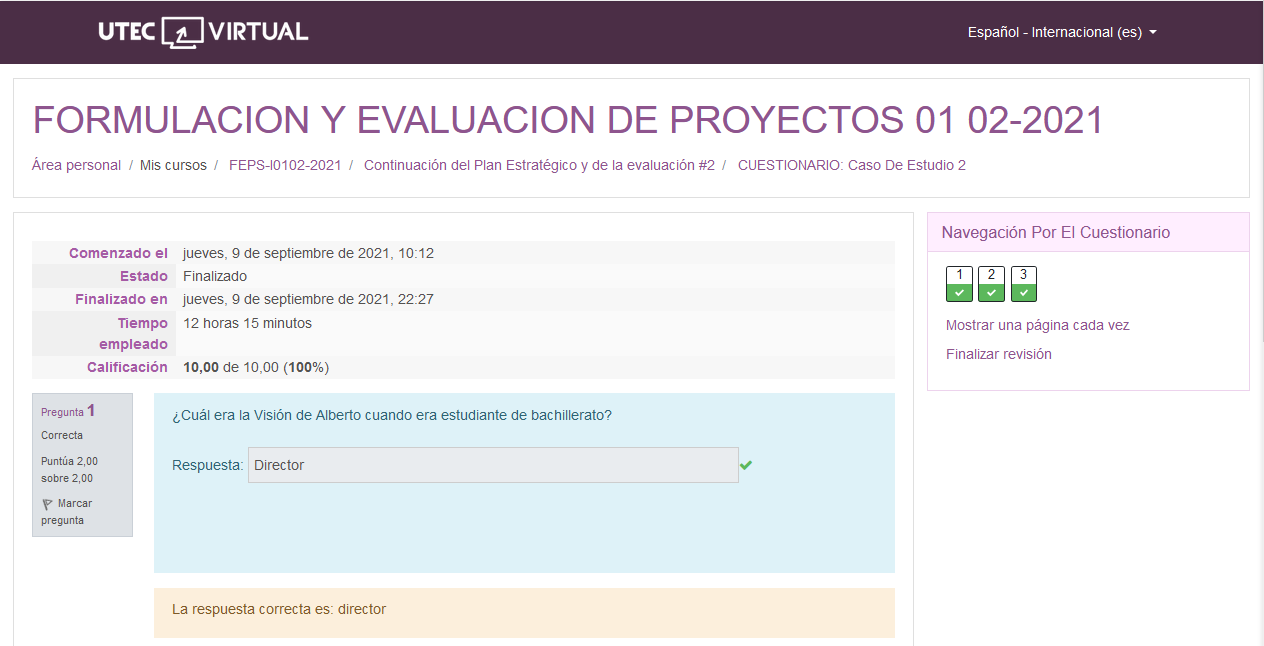 UTEC VIRTUAL
Español - Internacional (es)
FORMULACION Y EVALUACION DE PROYECTOS 01 02-2021
Área personal / Mis cursos / FEPS-I0102-2021 / Continuación del Plan Estratégico y de la evaluación #2 / CUESTIONARIO: Caso De Estudio 2
Comenzado el jueves, 9 de septiembre de 2021, 10:12
Estado Finalizado
Finalizado en jueves, 9 de septiembre de 2021, 22:27
Tiempo 12 horas 15 minutos
empleado
Calificación 10,00 de 10,00 (100%)
Pregunta 1
Correcta
Puntúa 2,00
sobre 2,00
Marcar
pregunta
¿Cuál era la Visión de Alberto cuando era estudiante de bachillerato?
Respuesta: Director
La respuesta correcta es: director
Navegación Por El Cuestionario
1 2 3
Mostrar una página cada vez
Finalizar revisión